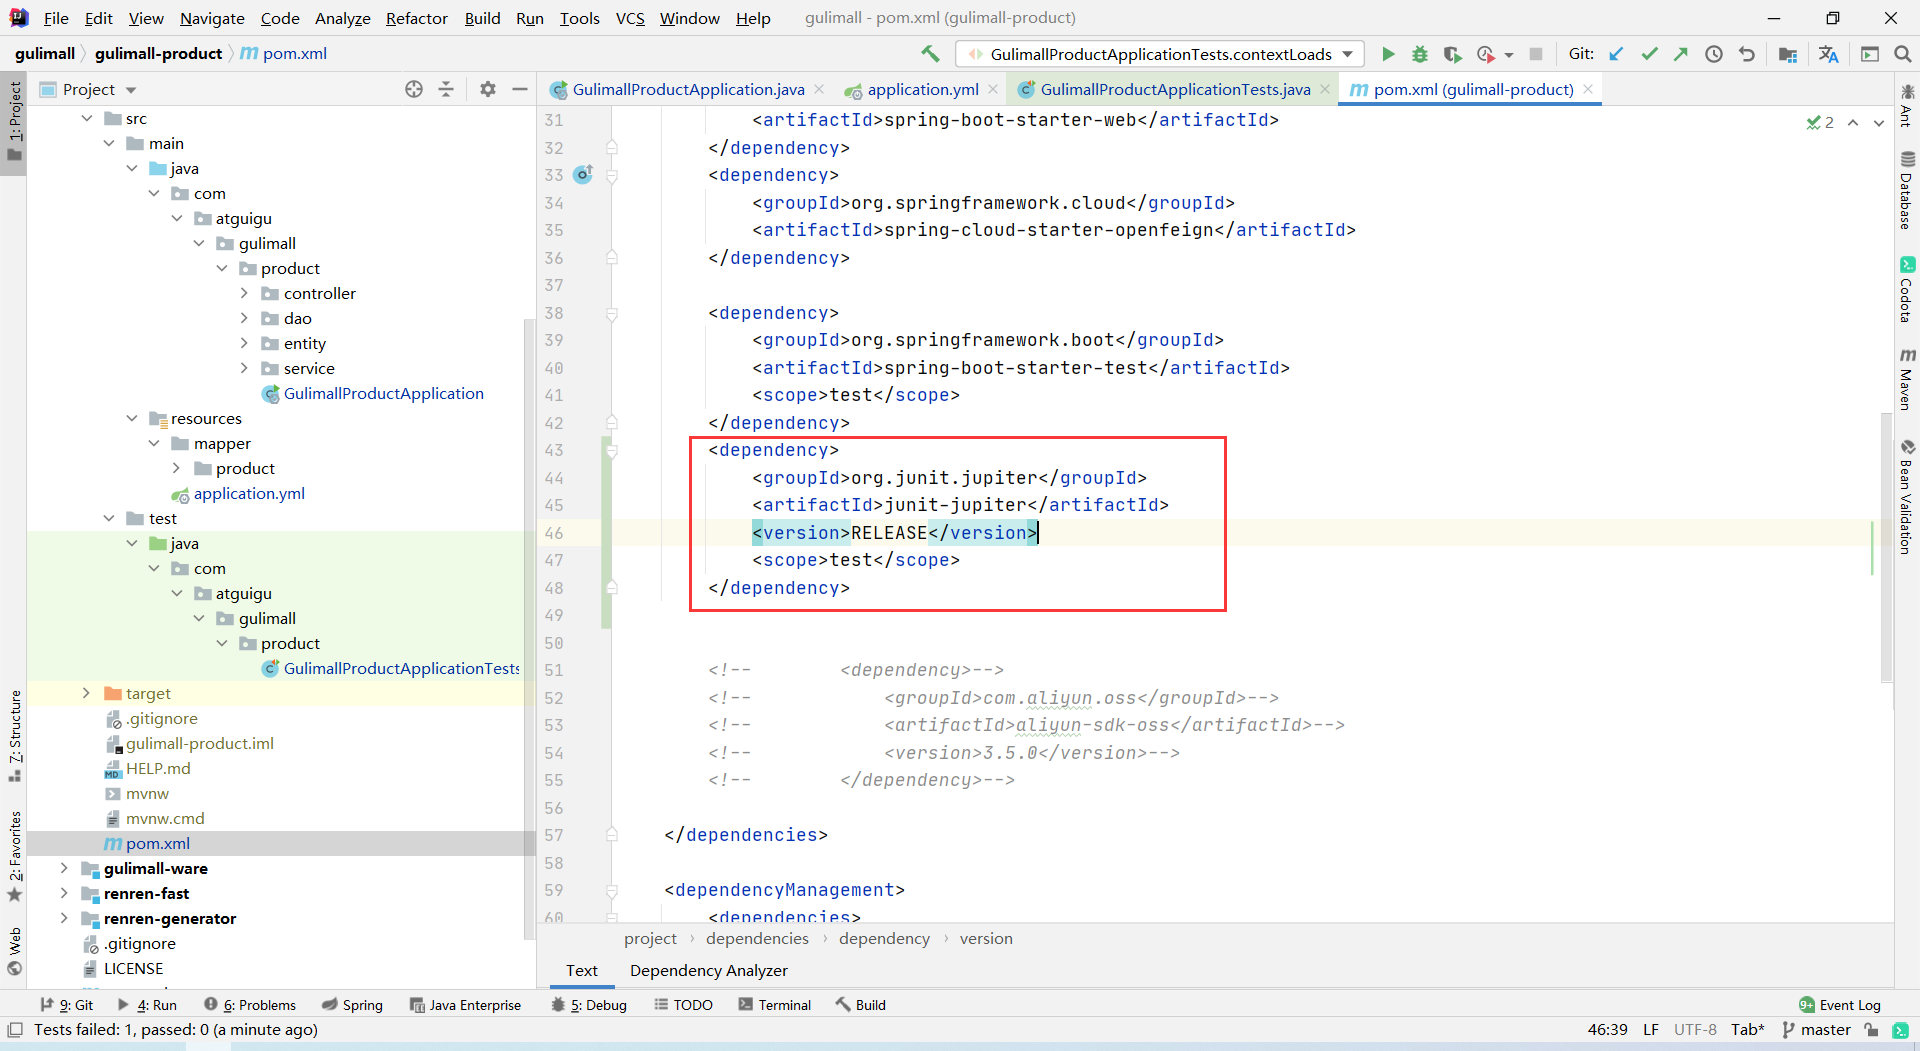 File Edit View Navigate Code Analyze Refactor Build Run Tools VCS Window Help gulimall - pom.xml (gulimall-product)
gulimall gulimall-product m pom.xml GulimallProductApplicationTests.contextLoads Git:
Project GulimallProductApplication.java application.yml GulimallProductApplicationTests.java m pom.xml (gulimall-product)
1: Project
7: Structure
2: Favorites
Web
src
main
java
com
atguigu
gulimall
product
controller
dao
entity
service
GulimallProductApplication
resources
mapper
product
application.yml
test
java
com
atguigu
gulimall
product
GulimallProductApplicationTests
target
.gitignore
gulimall-product.iml
HELP.md
mvnw
mvnw.cmd
m pom.xml
gulimall-ware
renren-fast
renren-generator
.gitignore
LICENSE
2
31 <artifactId>spring-boot-starter-web</artifactId>
32 </dependency>
33 <dependency>
34 <groupId>org.springframework.cloud</groupId>
35 <artifactId>spring-cloud-starter-openfeign</artifactId>
36 </dependency>
37
38 <dependency>
39 <groupId>org.springframework.boot</groupId>
40 <artifactId>spring-boot-starter-test</artifactId>
41 <scope>test</scope>
42 </dependency>
43 <dependency>
44 <groupId>org.junit.jupiter</groupId>
45 <artifactId>junit-jupiter</artifactId>
46 <version>RELEASE</version>
47 <scope>test</scope>
48 </dependency>
49
50
51 <!-- <dependency>-->
52 <!-- <groupId>com.aliyun.oss</groupId>-->
53 <!-- <artifactId>aliyun-sdk-oss</artifactId>-->
54 <!-- <version>3.5.0</version>-->
55 <!-- </dependency>-->
56
57 </dependencies>
58
59 <dependencyManagement>
60 <dependencies>
project › dependencies › dependency › version
Text Dependency Analyzer
Ant
Database
Codota
m Maven
Bean Validation
9: Git 4: Run 6: Problems Spring Java Enterprise 5: Debug TODO Terminal Build 9+ Event Log
Tests failed: 1, passed: 0 (a minute ago) 46:39 LF UTF-8 Tab* master